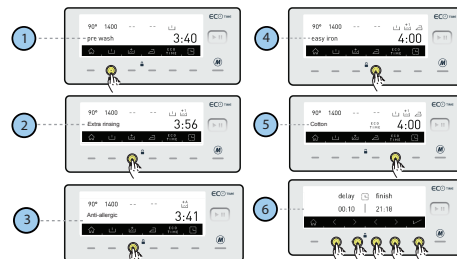 1
ECO TIME
90° 1400 -- --
pre wash 3:40
ECO TIME
M
2
ECO TIME
90° 1400 -- --
Extra rinsing 3:56
ECO TIME
M
3
ECO TIME
90° 1400 -- --
Anti-allergic 3:41
ECO TIME
M
4
ECO TIME
90° 1400 -- --
easy iron 4:00
ECO TIME
M
5
ECO TIME
90° 1400 -- ECO TIME
Cotton 4:00
ECO TIME
M
6
ECO TIME
delay finish
00:10 | 21:18
M